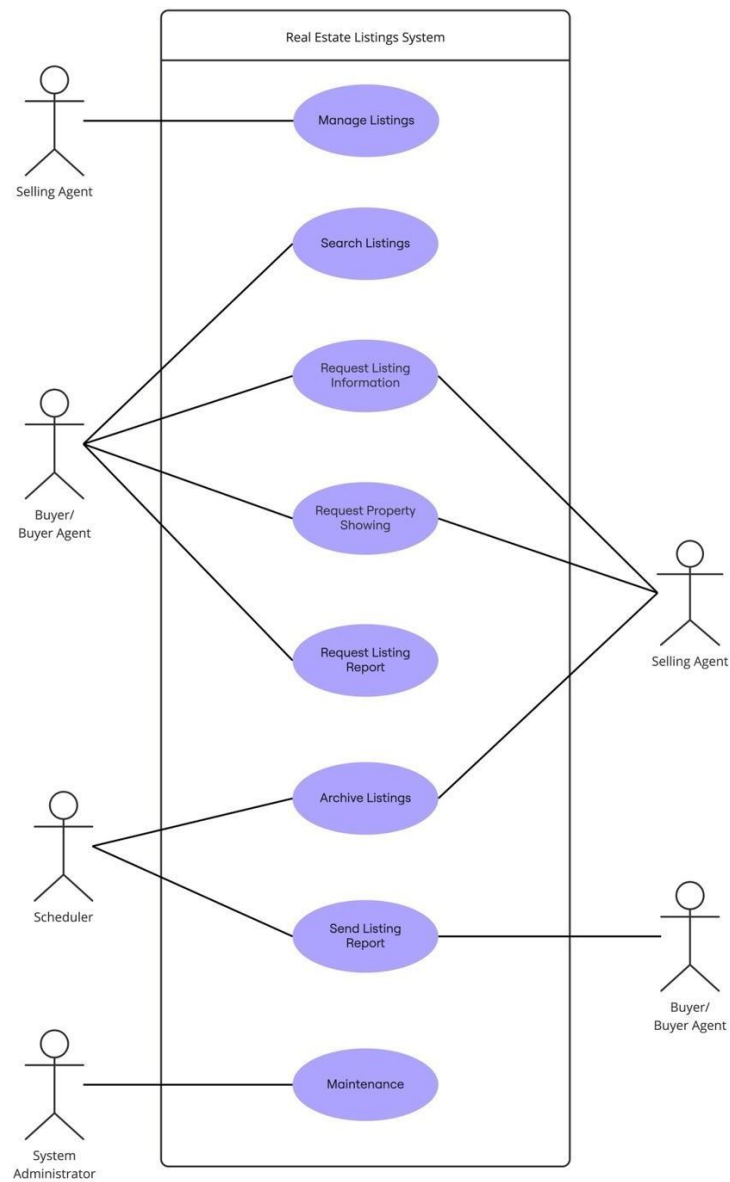 Real Estate Listings System
Manage Listings
Selling Agent
Search Listings
Request Listing
Information
Buyer/
Buyer Agent
Request Property
Showing
Selling Agent
Request Listing
Report
Archive Listings
Scheduler
Send Listing
Report
Buyer/
Buyer Agent
Maintenance
System
Administrator